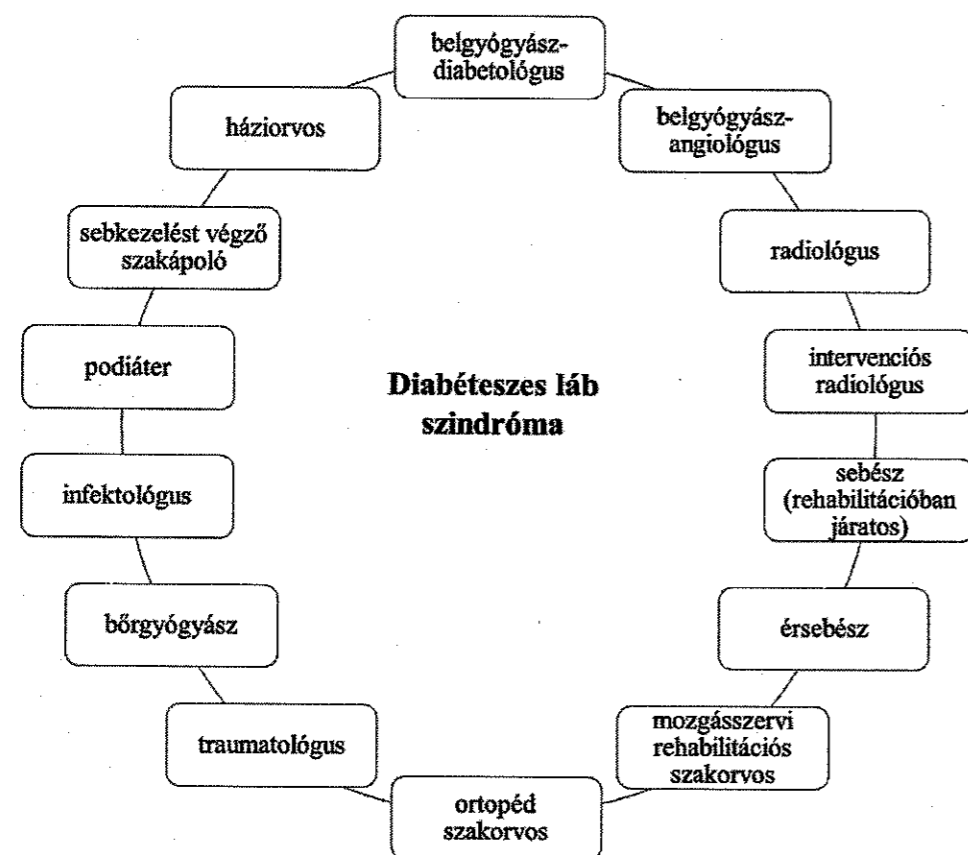 belgyógyász-
diabetológus
belgyógyász-
angiológus
radiológus
intervenciós
radiológus
sebész
(rehabilitációban
járatos)
érsebész
mozgásszervi
rehabilitációs
szakorvos
ortopéd
szakorvos
traumatológus
bőrgyógyász
infektológus
podiáter
sebkezelést végző
szakápoló
háziorvos
Diabéteszes láb
szindróma